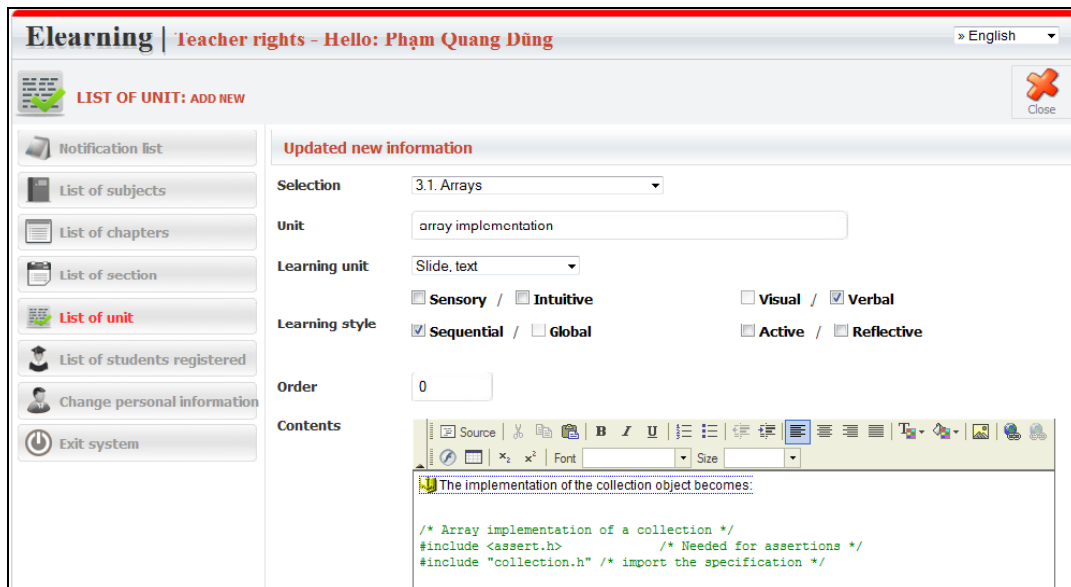 Elearning | Teacher rights - Hello: Phạm Quang Dũng
» English
LIST OF UNIT: ADD NEW
Close
Notification list
List of subjects
List of chapters
List of section
List of unit
List of students registered
Change personal information
Exit system
Updated new information
Selection 3.1. Arrays
Unit array implementation
Learning unit Slide, text
Learning style
Sensory / Intuitive Visual / Verbal
Sequential / Global Active / Reflective
Order 0
Contents
Source B I U
x₂ x² Font Size
The implementation of the collection object becomes:
/* Array implementation of a collection */
#include <assert.h> /* Needed for assertions */
#include "collection.h" /* import the specification */